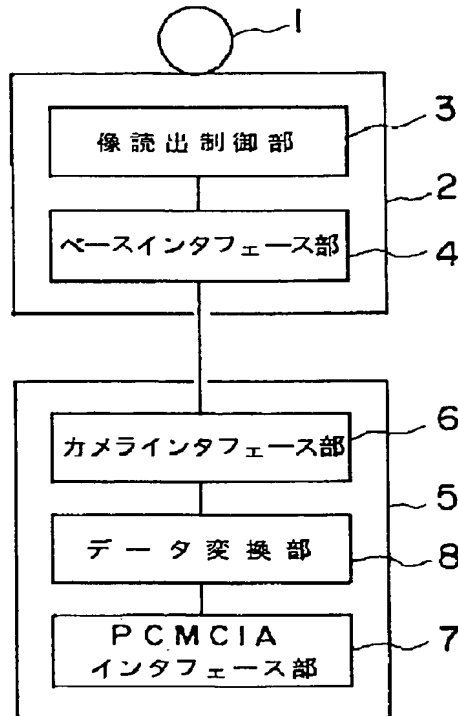 1
像読出制御部
3
2
ベースインタフェース部
4
カメラインタフェース部
6
5
データ変換部
8
PCMCIA
インタフェース部
7